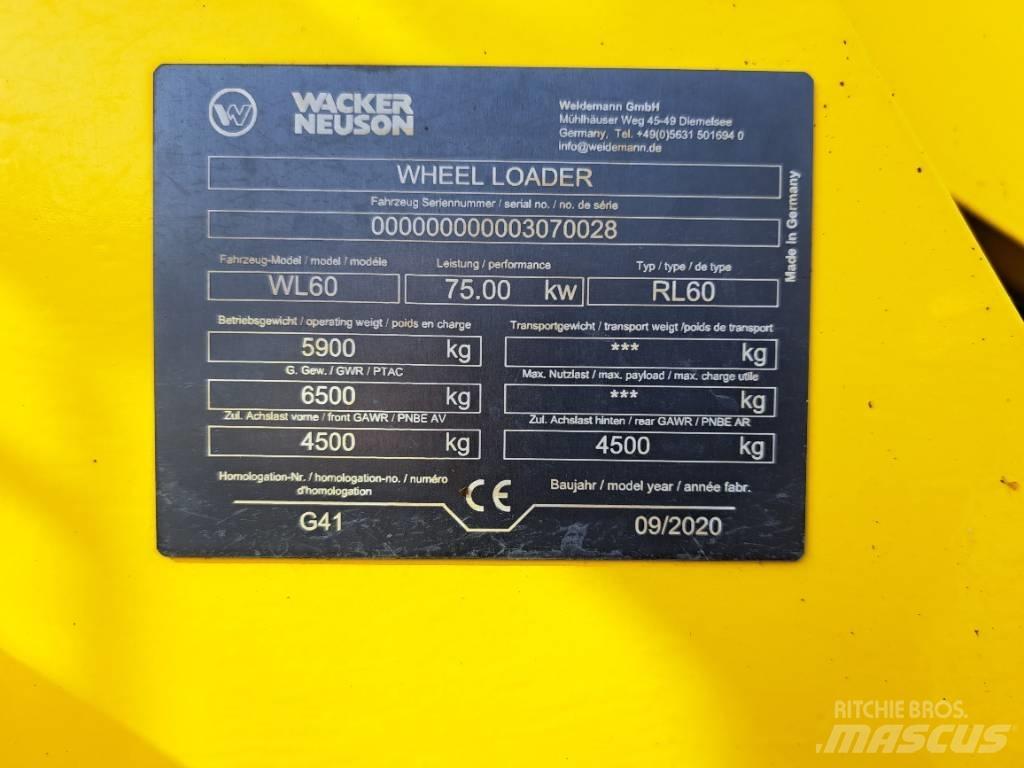 W
WACKER
NEUSON
Weidemann GmbH
Mühlhäuser Weg 45-49 Diemelsee
Germany, Tel. +49(0)5631 501694 0
info@weidemann.de
WHEEL LOADER
Fahrzeug Seriennummer / serial no. / no. de série
000000000003070028
Made in Germany
Fahrzeug-Model / model / modèle Leistung / performance Typ / type / de type
WL60 75.00 kw RL60
Betriebsgewicht / operating weigt / poids en charge Transportgewicht / transport weigt /poids de transport
5900 kg *** kg
G. Gew. / GWR / PTAC Max. Nutzlast / max. payload / max. charge utile
6500 kg *** kg
Zul. Achslast vorne / front GAWR / PNBE AV Zul. Achslast hinten / rear GAWR / PNBE AR
4500 kg 4500 kg
Homologation-Nr. / homologation-no. / numéro
d'homologation
CE
Baujahr / model year / année fabr.
G41 09/2020
RITCHIE BROS.
MASCUS